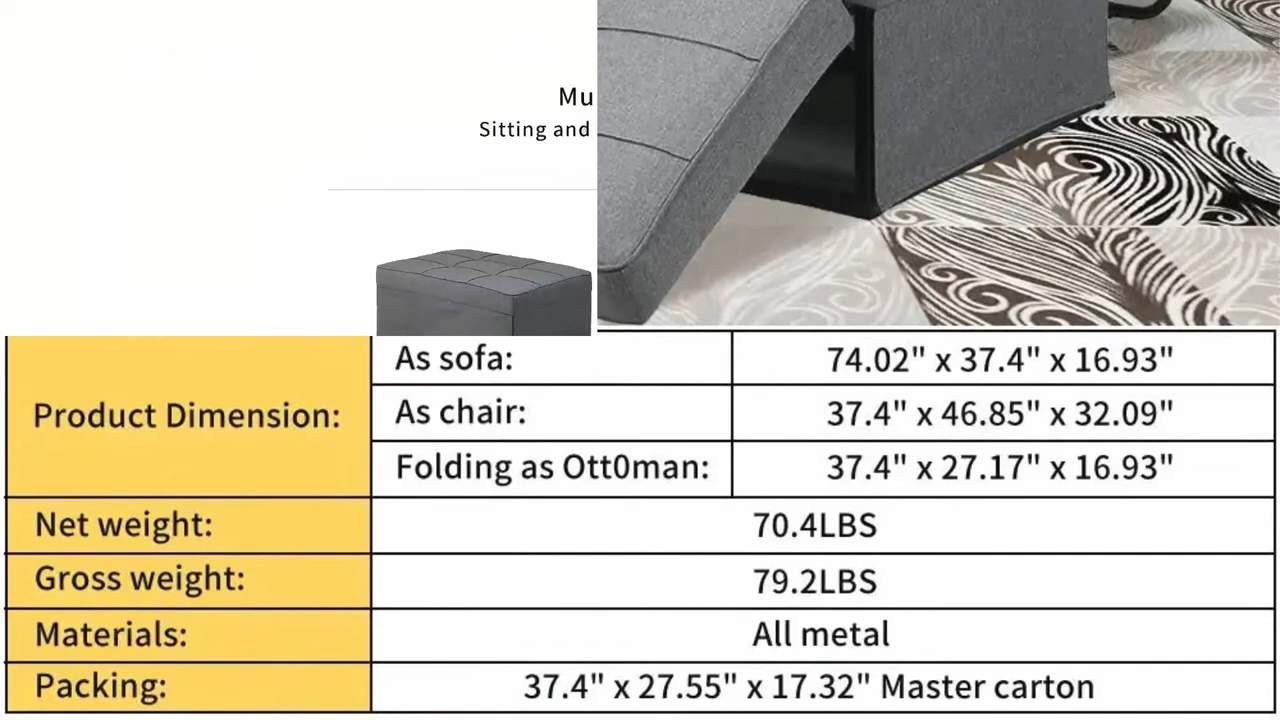 Mu
Sitting and
Product Dimension:
As sofa: 74.02" x 37.4" x 16.93"
As chair: 37.4" x 46.85" x 32.09"
Folding as Ott0man: 37.4" x 27.17" x 16.93"
Net weight: 70.4LBS
Gross weight: 79.2LBS
Materials: All metal
Packing: 37.4" x 27.55" x 17.32" Master carton